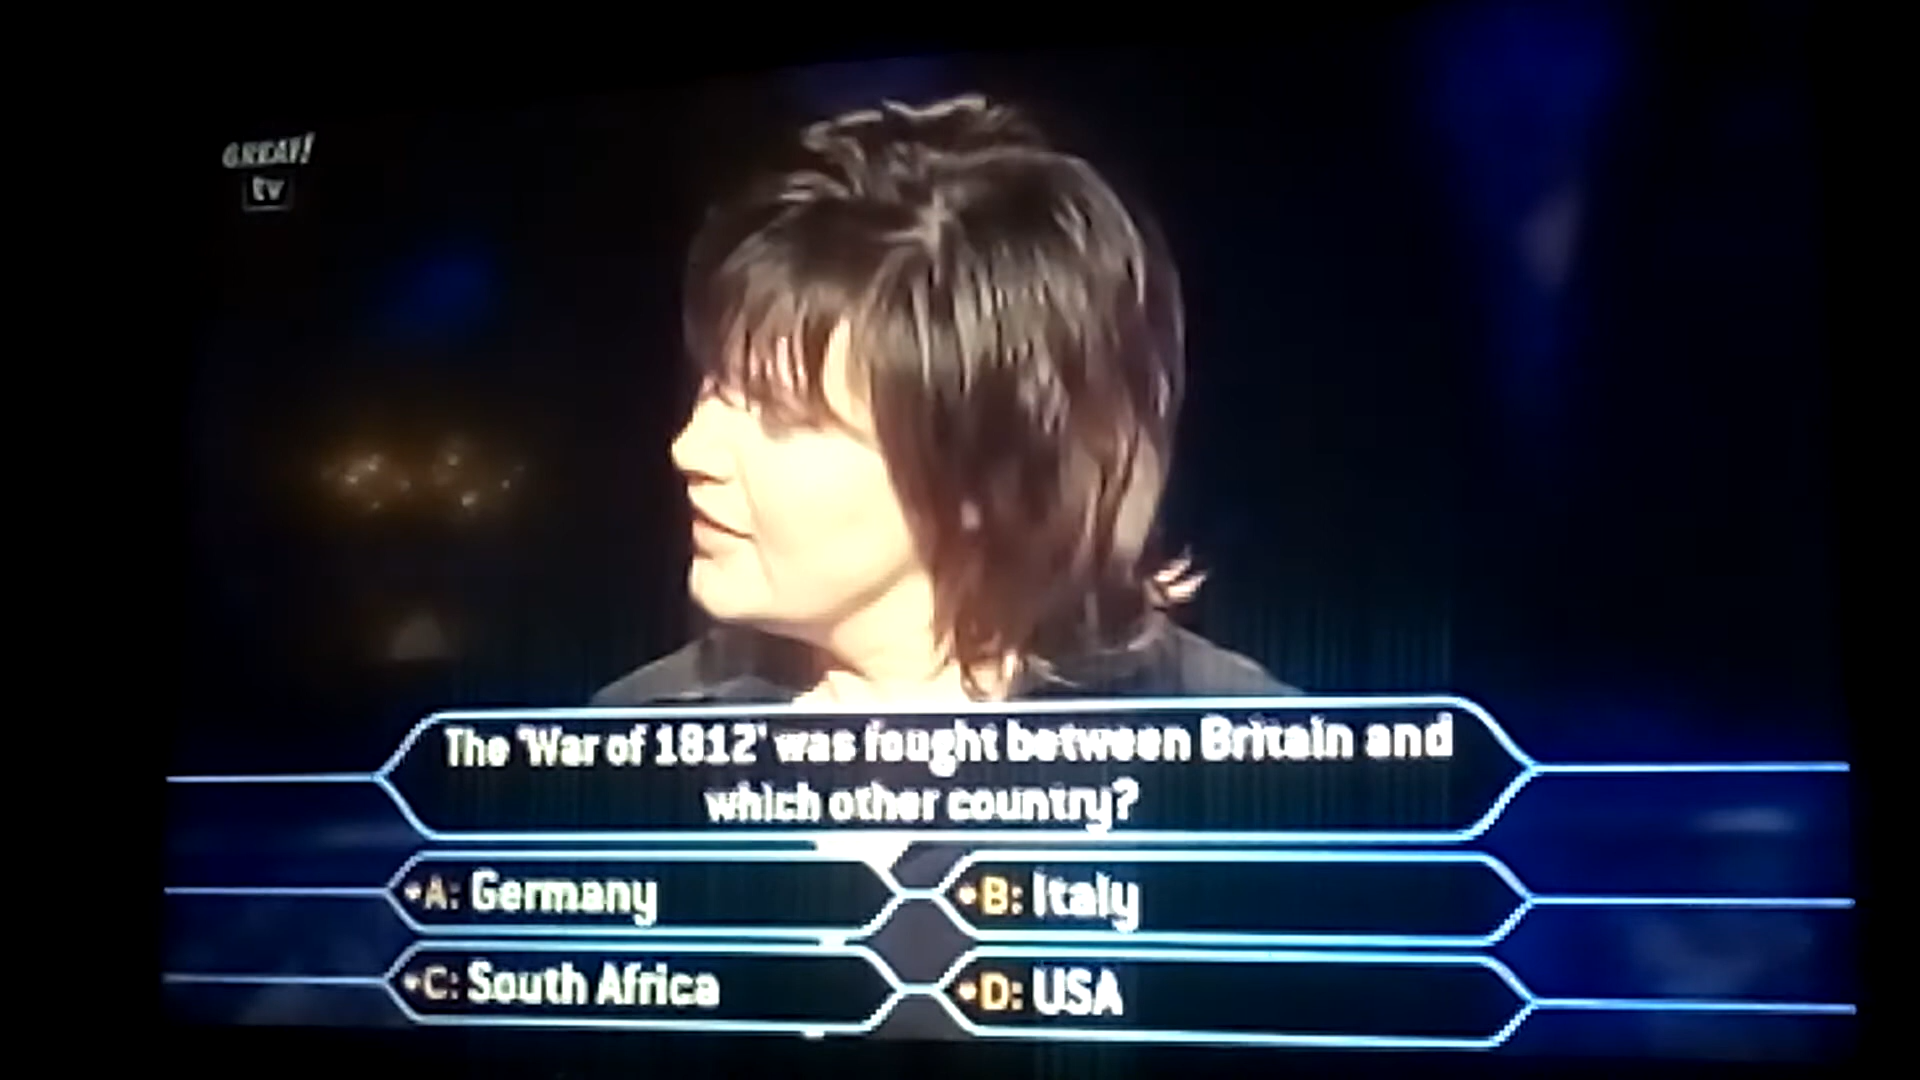 GREAT!
tv
The 'War of 1812' was fought between Britain and
which other country?
•A: Germany
•B: Italy
•C: South Africa
•D: USA